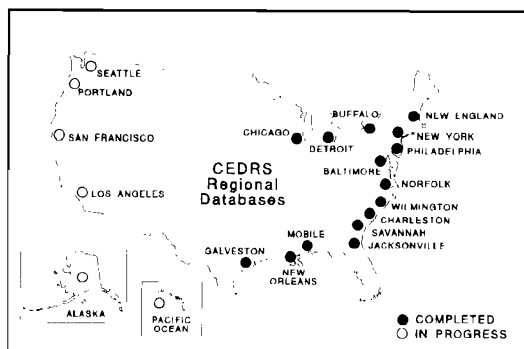 SEATTLE
PORTLAND
BUFFALO
NEW ENGLAND
SAN FRANCISCO
CHICAGO
DETROIT
*NEW YORK
PHILADELPHIA
BALTIMORE
CEDRS
Regional
Databases
LOS ANGELES
NORFOLK
WILMINGTON
CHARLESTON
SAVANNAH
JACKSONVILLE
MOBILE
GALVESTON
NEW
ORLEANS
ALASKA
PACIFIC
OCEAN
COMPLETED
IN PROGRESS